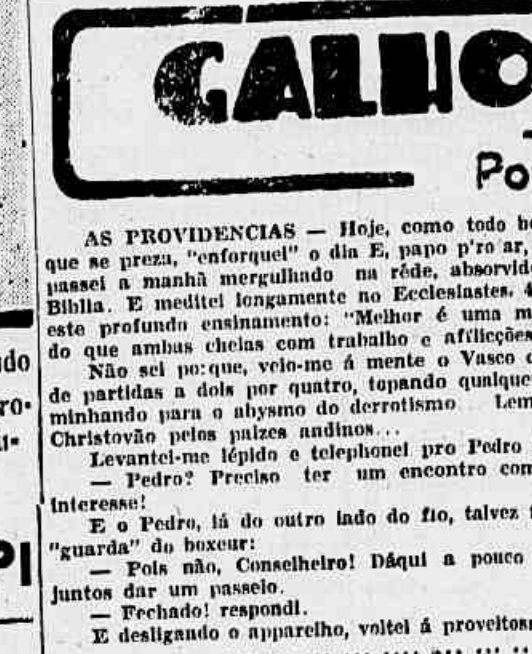 GALHO
Po
AS PROVIDENCIAS — Hoje, como todo
que se preza, "enforquei" o dia E, papo p'ro ar,
passei a manhã mergulhado na rêde, absorvid
Biblia. E meditei longamente no Ecclesiastes, 4
este profundo ensinamento: "Melhor é uma m
do que ambas cheias com trabalho e afflicções
Não sei porque, veio-me á mente o Vasco
de partidas a dois por quatro, topando qualque
minhando para o abysmo do derrotismo Lem
Christovão pelos paizes andinos...
Levantei-me lépido e telephonei pro Pedro
— Pedro? Preciso ter um encontro com
interesse!
E o Pedro, lá do outro lado do fio, talvez
"guarda" do boxeur:
— Pois não, Conselheiro! Dáqui a pouco
juntos dar um passeio.
— Fechado! respondi.
E desligando o apparelho, voltei á proveitos
udo
ro-
u-
PI